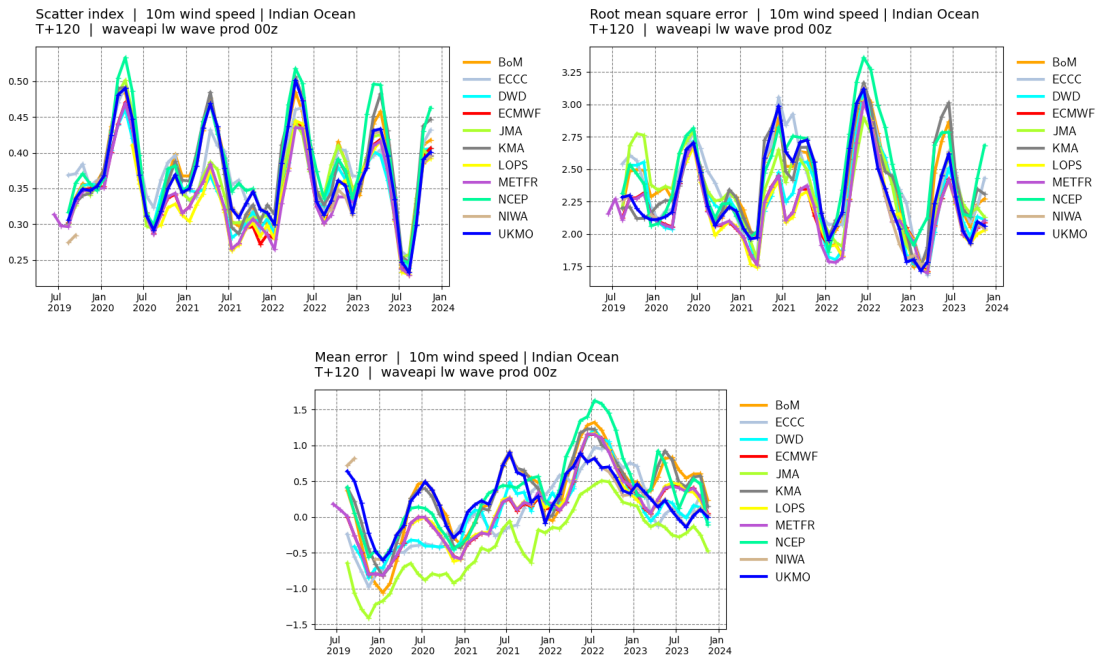 Scatter index | 10m wind speed | Indian Ocean
T+120 | waveapi lw wave prod 00z
0.50
0.45
0.40
0.35
0.30
0.25
Jul 2019
Jan 2020
Jul 2020
Jan 2021
Jul 2021
Jan 2022
Jul 2022
Jan 2023
Jul 2023
Jan 2024
BoM
ECCC
DWD
ECMWF
JMA
KMA
LOPS
METFR
NCEP
NIWA
UKMO
Root mean square error | 10m wind speed | Indian Ocean
T+120 | waveapi lw wave prod 00z
3.25
3.00
2.75
2.50
2.25
2.00
1.75
Jul 2019
Jan 2020
Jul 2020
Jan 2021
Jul 2021
Jan 2022
Jul 2022
Jan 2023
Jul 2023
Jan 2024
BoM
ECCC
DWD
ECMWF
JMA
KMA
LOPS
METFR
NCEP
NIWA
UKMO
Mean error | 10m wind speed | Indian Ocean
T+120 | waveapi lw wave prod 00z
1.5
1.0
0.5
0.0
−0.5
−1.0
−1.5
Jul 2019
Jan 2020
Jul 2020
Jan 2021
Jul 2021
Jan 2022
Jul 2022
Jan 2023
Jul 2023
Jan 2024
BoM
ECCC
DWD
ECMWF
JMA
KMA
LOPS
METFR
NCEP
NIWA
UKMO